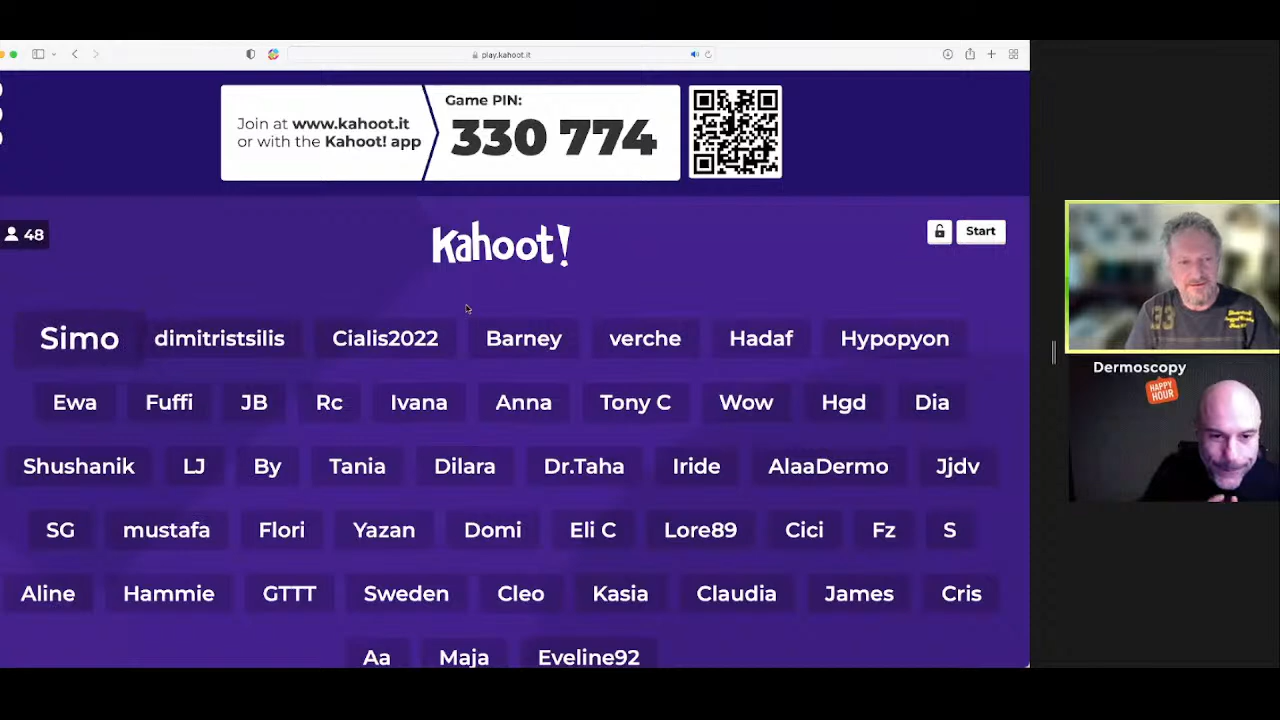 play.kahoot.it
Join at www.kahoot.it
or with the Kahoot! app
Game PIN:
330 774
48
Kahoot!
Start
Simo dimitristsilis Cialis2022 Barney verche Hadaf Hypopyon
Ewa Fuffi JB Rc Ivana Anna Tony C Wow Hgd Dia
Shushanik LJ By Tania Dilara Dr.Taha Iride AlaaDermo Jjdv
SG mustafa Flori Yazan Domi Eli C Lore89 Cici Fz S
Aline Hammie GTTT Sweden Cleo Kasia Claudia James Cris
Aa Maja Eveline92
33
Dermoscopy
HAPPY
HOUR